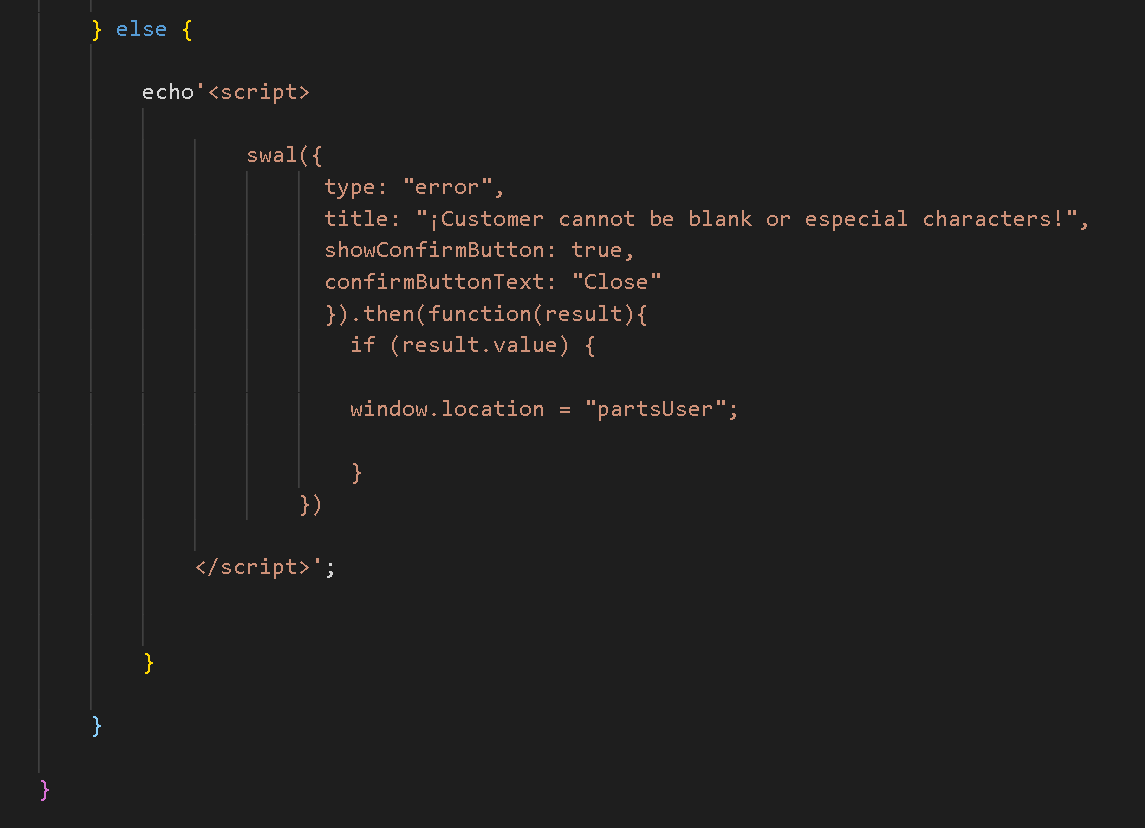 } else {
echo'<script>
swal({
type: "error",
title: "¡Customer cannot be blank or especial characters!",
showConfirmButton: true,
confirmButtonText: "Close"
}).then(function(result){
if (result.value) {
window.location = "partsUser";
}
})
</script>';
}
}
}